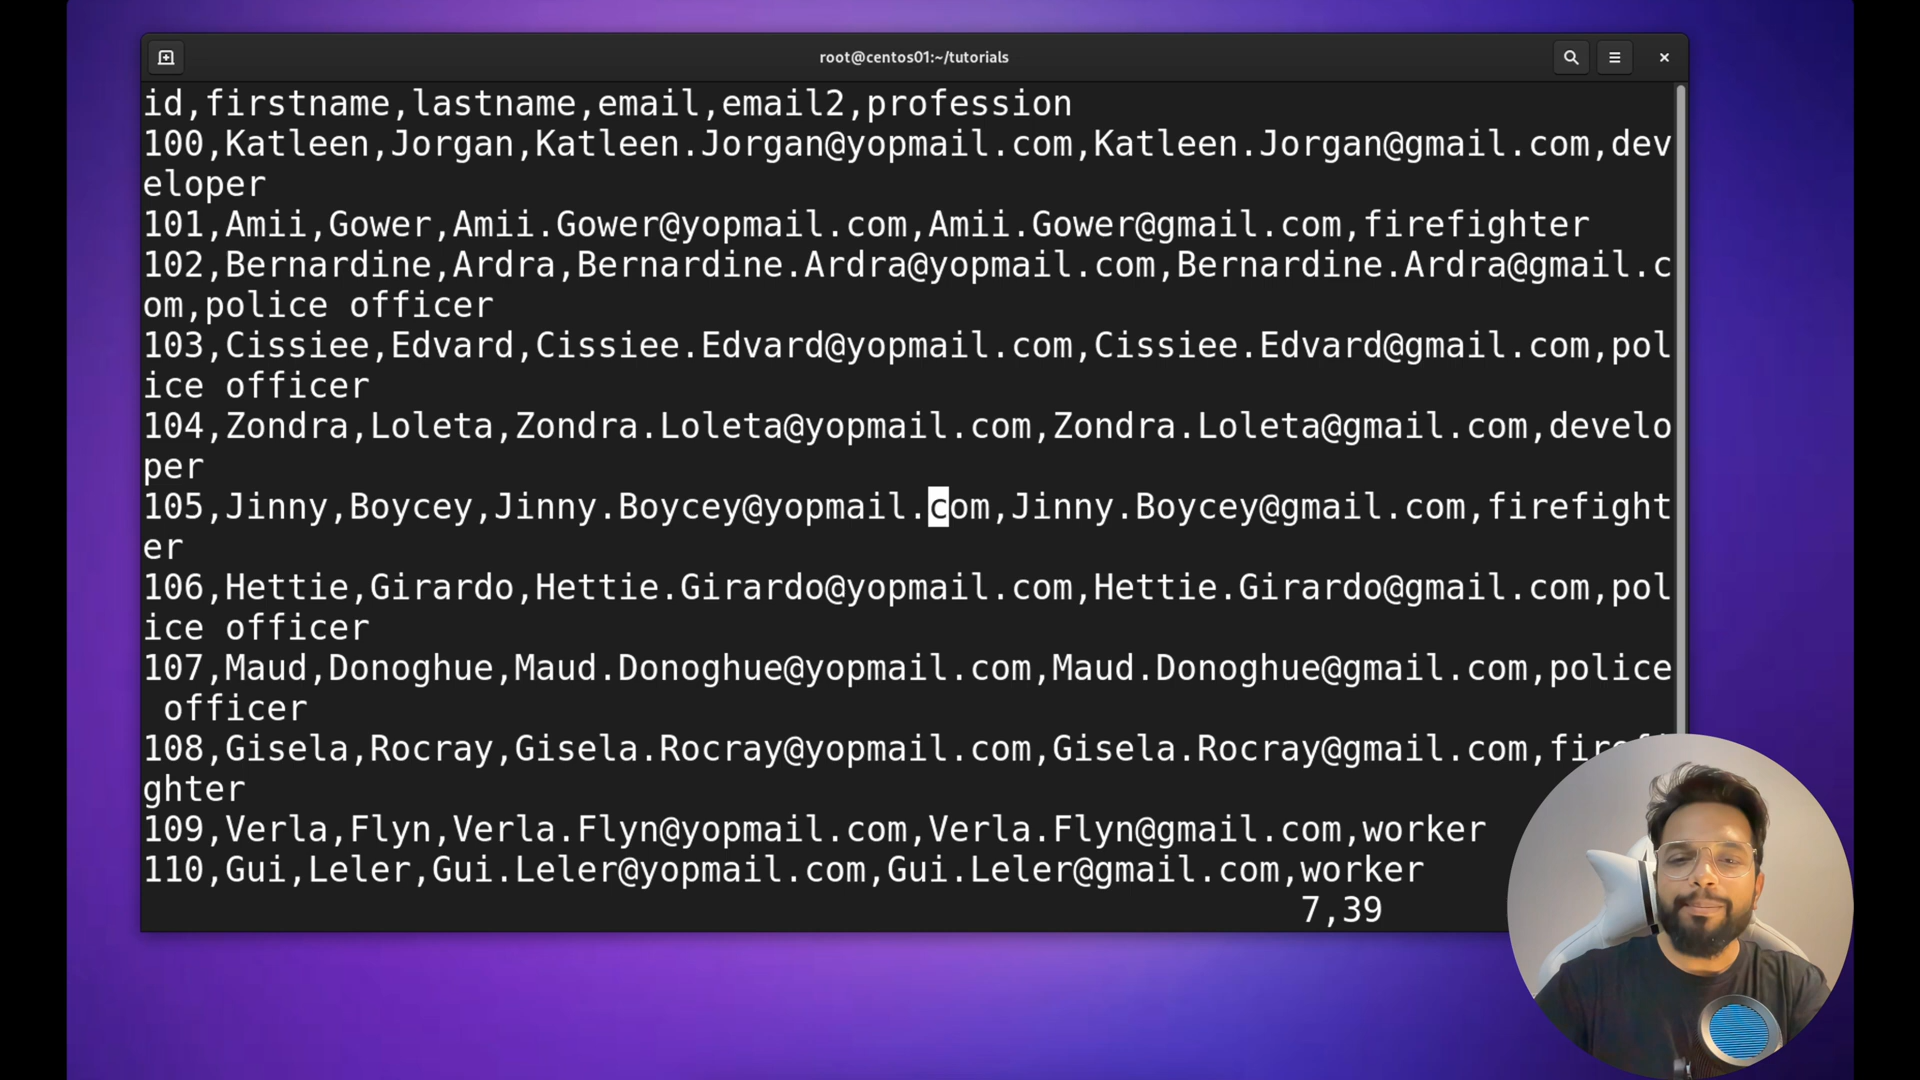 root@centos01:~/tutorials
id,firstname,lastname,email,email2,profession
100,Katleen,Jorgan,Katleen.Jorgan@yopmail.com,Katleen.Jorgan@gmail.com,dev
eloper
101,Amii,Gower,Amii.Gower@yopmail.com,Amii.Gower@gmail.com,firefighter
102,Bernardine,Ardra,Bernardine.Ardra@yopmail.com,Bernardine.Ardra@gmail.c
om,police officer
103,Cissiee,Edvard,Cissiee.Edvard@yopmail.com,Cissiee.Edvard@gmail.com,pol
ice officer
104,Zondra,Loleta,Zondra.Loleta@yopmail.com,Zondra.Loleta@gmail.com,develo
per
105,Jinny,Boycey,Jinny.Boycey@yopmail.com,Jinny.Boycey@gmail.com,firefight
er
106,Hettie,Girardo,Hettie.Girardo@yopmail.com,Hettie.Girardo@gmail.com,pol
ice officer
107,Maud,Donoghue,Maud.Donoghue@yopmail.com,Maud.Donoghue@gmail.com,police
 officer
108,Gisela,Rocray,Gisela.Rocray@yopmail.com,Gisela.Rocray@gmail.com,firefi
ghter
109,Verla,Flyn,Verla.Flyn@yopmail.com,Verla.Flyn@gmail.com,worker
110,Gui,Leler,Gui.Leler@yopmail.com,Gui.Leler@gmail.com,worker
7,39